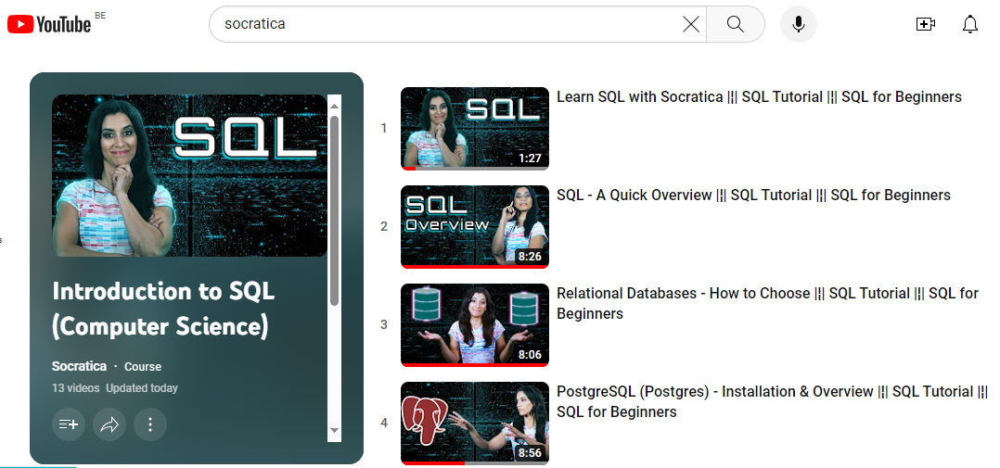 YouTube BE
socratica
SQL
Introduction to SQL
(Computer Science)
Socratica · Course
13 videos Updated today
1
SQL
1:27
Learn SQL with Socratica |¦| SQL Tutorial |¦| SQL for Beginners
2
SQL
Overview
8:26
SQL - A Quick Overview |¦| SQL Tutorial |¦| SQL for Beginners
3
8:06
Relational Databases - How to Choose |¦| SQL Tutorial |¦| SQL for
Beginners
4
8:56
PostgreSQL (Postgres) - Installation & Overview |¦| SQL Tutorial |¦|
SQL for Beginners